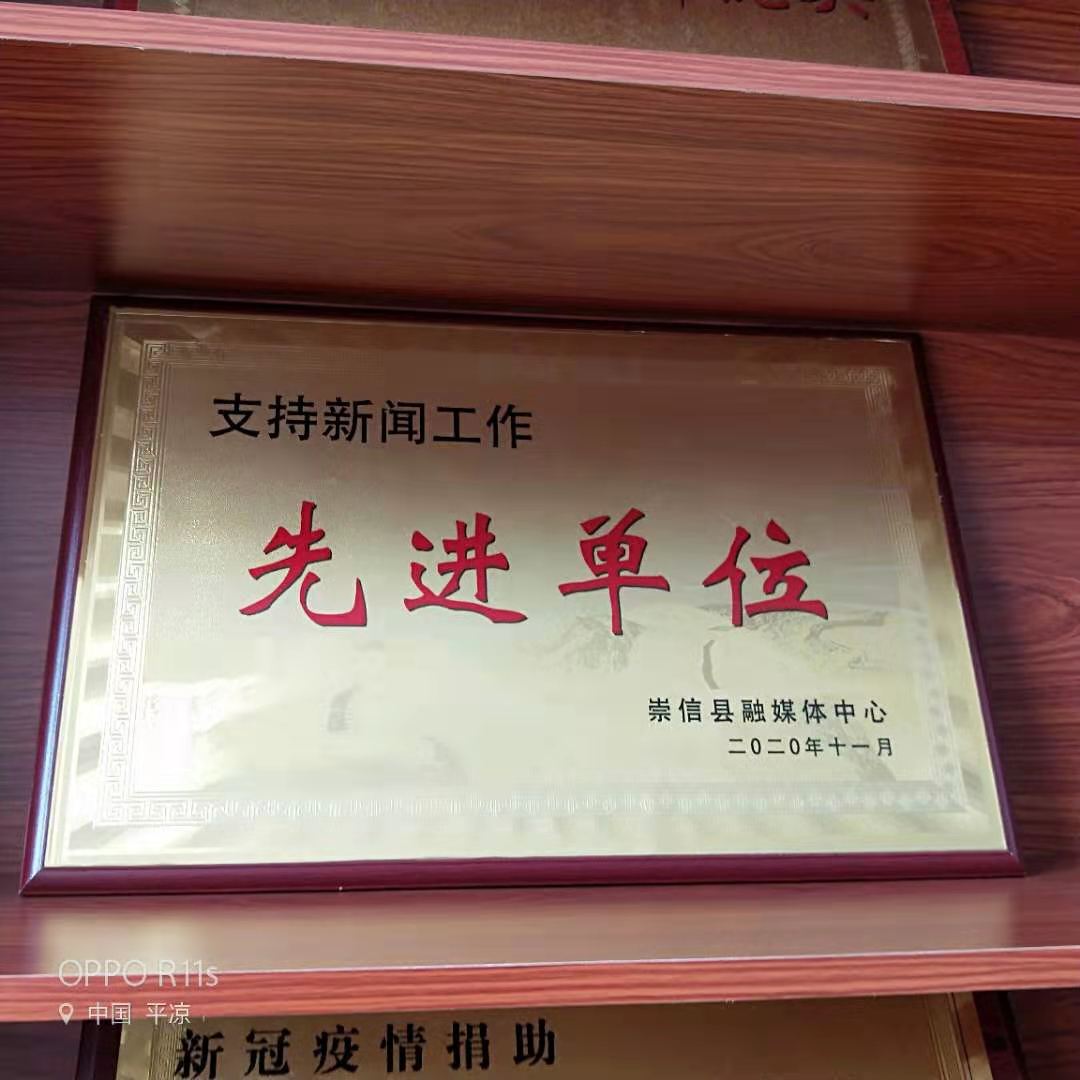 支持新闻工作
先进单位
崇信县融媒体中心
二〇二〇年十一月
OPPO R11s
中国 平凉
新冠疫情捐助